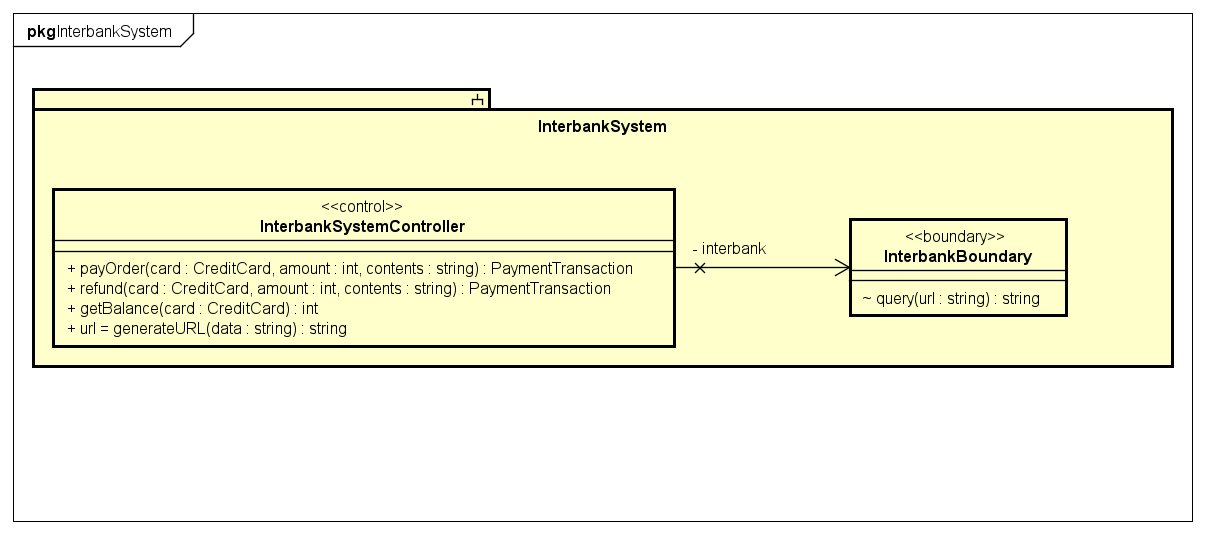 pkgInterbankSystem
InterbankSystem
<<control>>
InterbankSystemController
+ payOrder(card : CreditCard, amount : int, contents : string) : PaymentTransaction
+ refund(card : CreditCard, amount : int, contents : string) : PaymentTransaction
+ getBalance(card : CreditCard) : int
+ url = generateURL(data : string) : string
- interbank
<<boundary>>
InterbankBoundary
~ query(url : string) : string